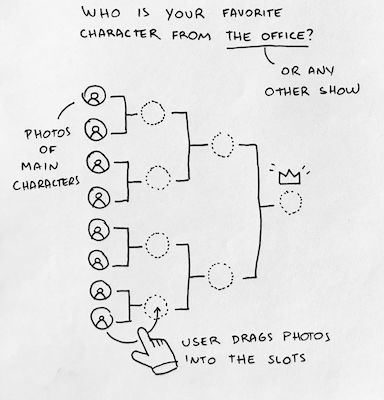 WHO IS YOUR FAVORITE
CHARACTER FROM THE OFFICE?
OR ANY
OTHER SHOW
PHOTOS
OF
MAIN
CHARACTERS
USER DRAGS PHOTOS
INTO THE SLOTS